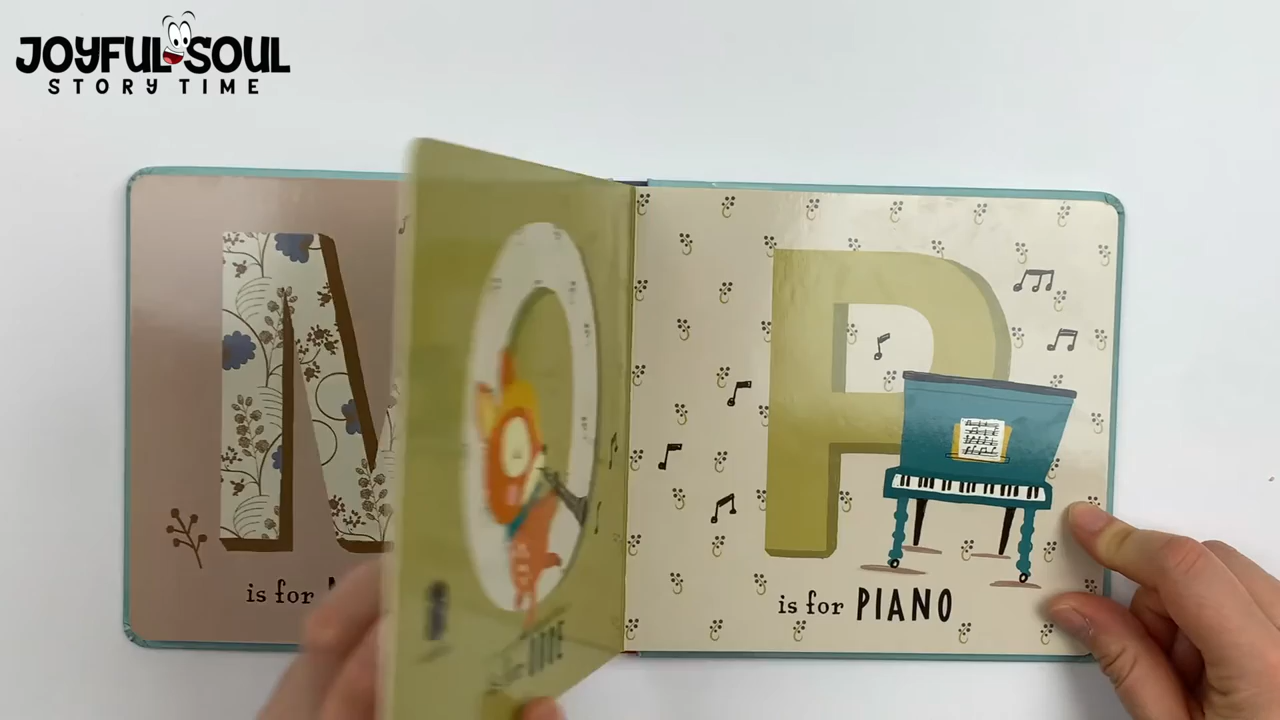 JOYFUL SOUL
STORY TIME
N
is for
O
P
is for PIANO